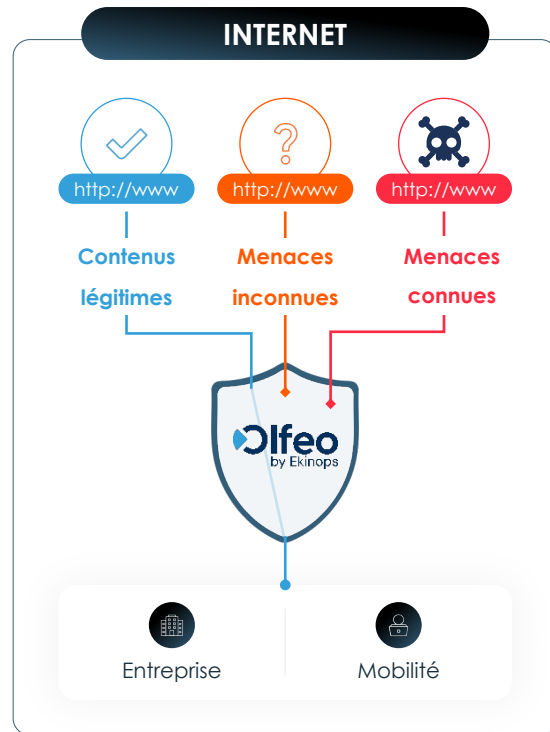 INTERNET
http://www
http://www
http://www
Contenus
légitimes
Menaces
inconnues
Menaces
connues
?
Olfeo
by Ekinops
Entreprise
Mobilité